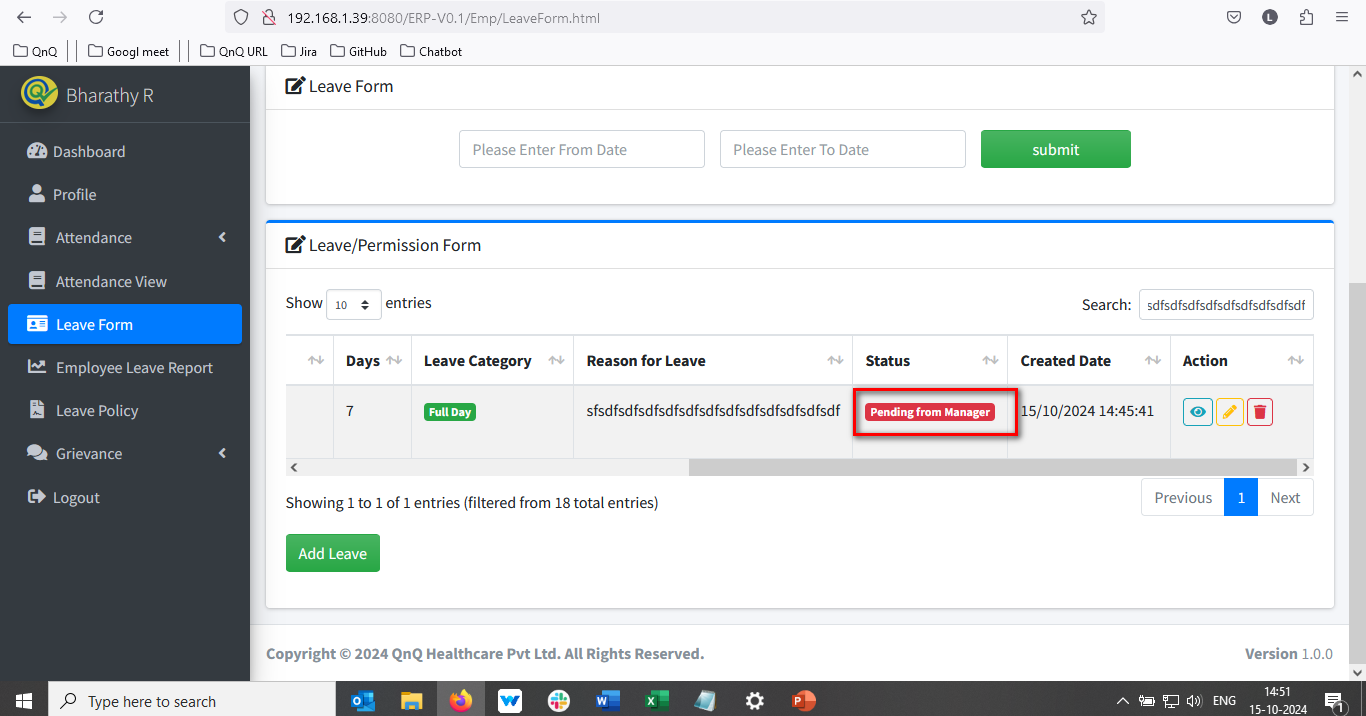 192.168.1.39:8080/ERP-V0.1/Emp/LeaveForm.html
L
QnQ Googl meet QnQ URL Jira GitHub Chatbot
Bharathy R
Dashboard
Profile
Attendance
Attendance View
Leave Form
Employee Leave Report
Leave Policy
Grievance
Logout
Leave Form
Please Enter From Date Please Enter To Date submit
Leave/Permission Form
Show 10 entries Search: sdfsdfsdfsdfsdfsdfsdfsdfsdf
Days Leave Category Reason for Leave Status Created Date Action
7 Full Day sfsdfsdfsdfsdfsdfsdfsdfsdfsdfsdfsdfsdf Pending from Manager 15/10/2024 14:45:41
Showing 1 to 1 of 1 entries (filtered from 18 total entries) Previous 1 Next
Add Leave
Copyright © 2024 QnQ Healthcare Pvt Ltd. All Rights Reserved. Version 1.0.0
Type here to search ENG 14:51
15-10-2024 1